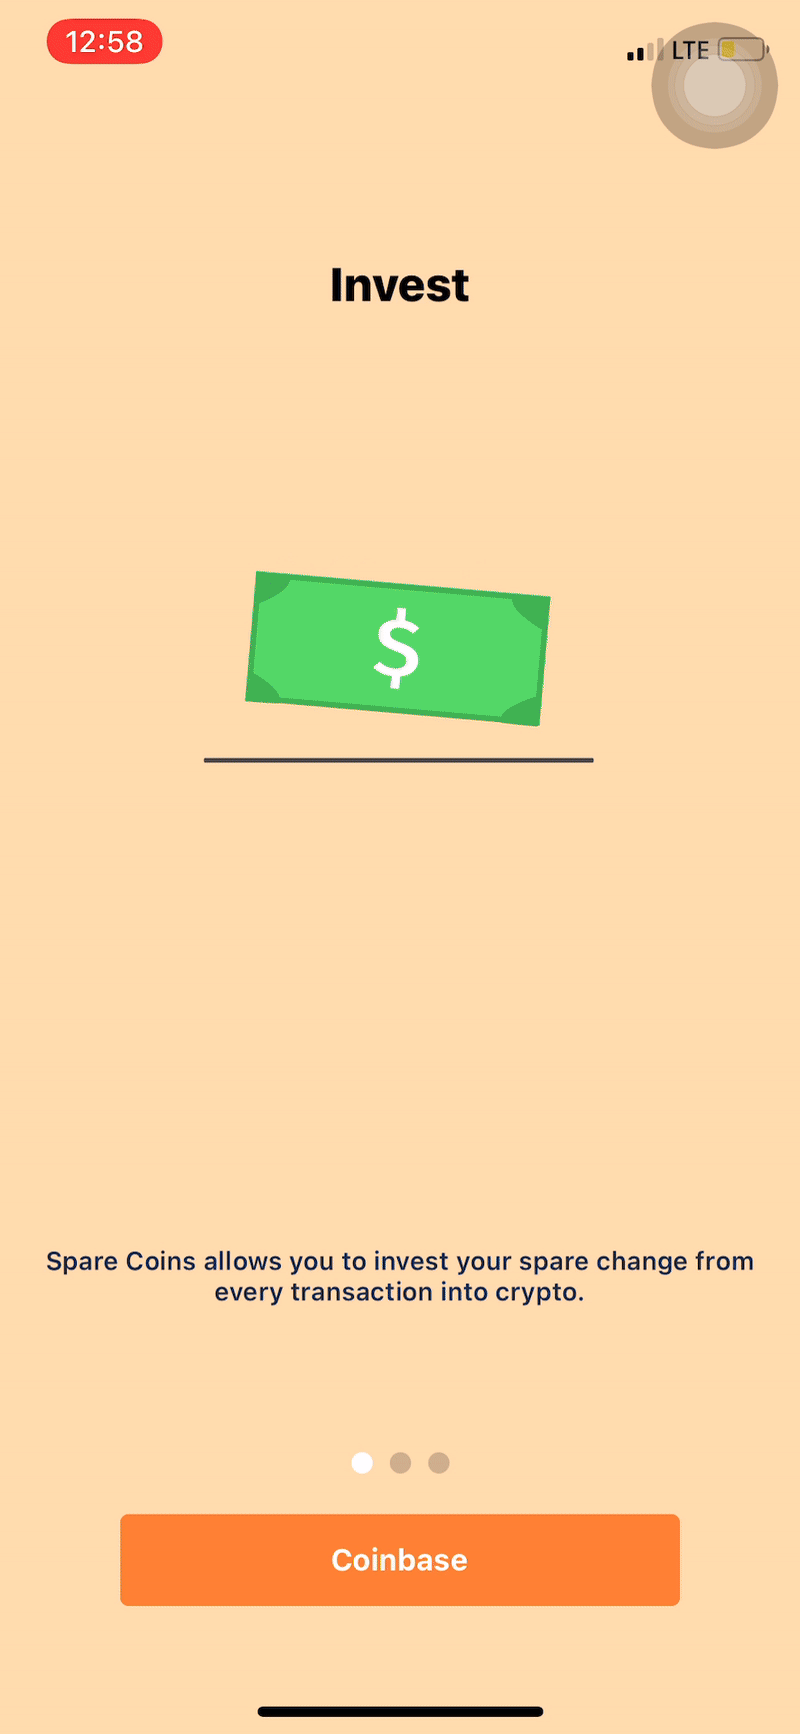 12:58
LTE
Invest
$
Spare Coins allows you to invest your spare change from
every transaction into crypto.
Coinbase